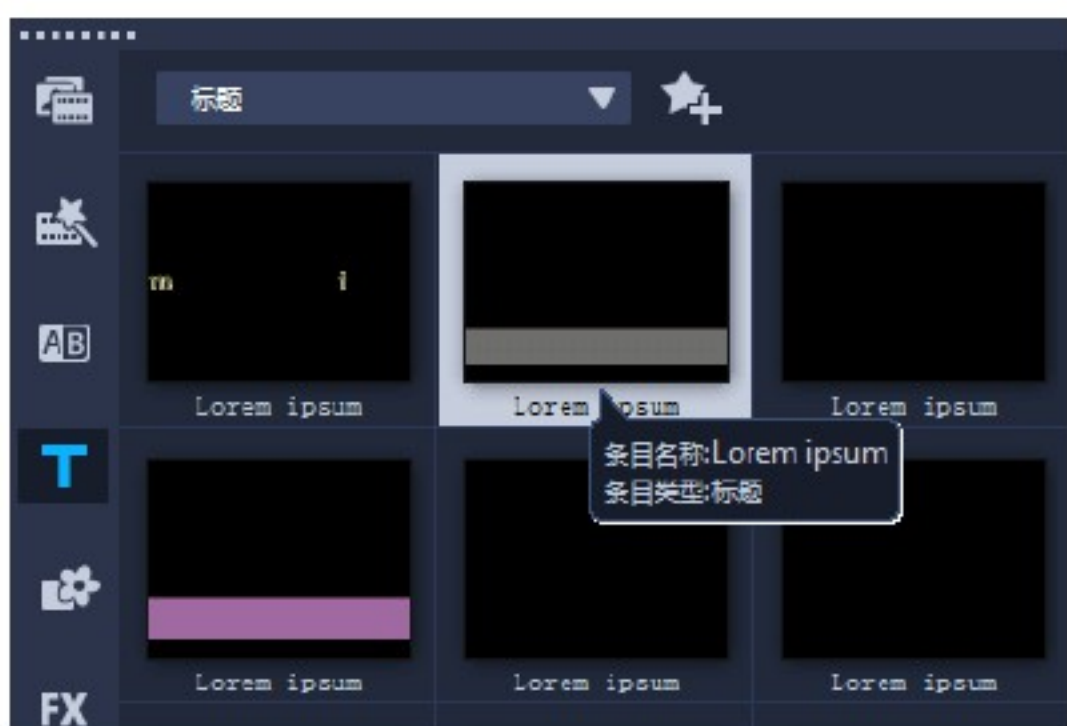 标题
m i
Lorem ipsum
Lorem ipsum
Lorem ipsum
条目名称:Lorem ipsum
条目类型:标题
AB
T
Lorem ipsum
Lorem ipsum
Lorem ipsum
FX